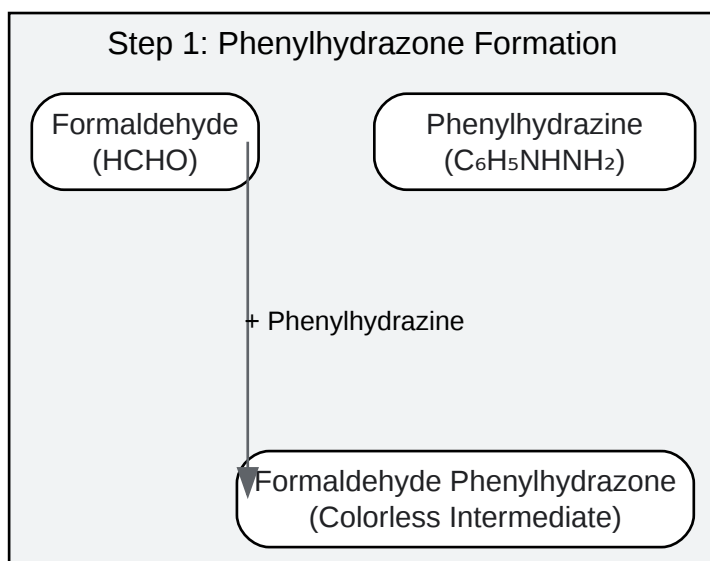 Step 1: Phenylhydrazone Formation
Formaldehyde
(HCHO)
Phenylhydrazine
(C₆H₅NHNH₂)
+ Phenylhydrazine
Formaldehyde Phenylhydrazone
(Colorless Intermediate)